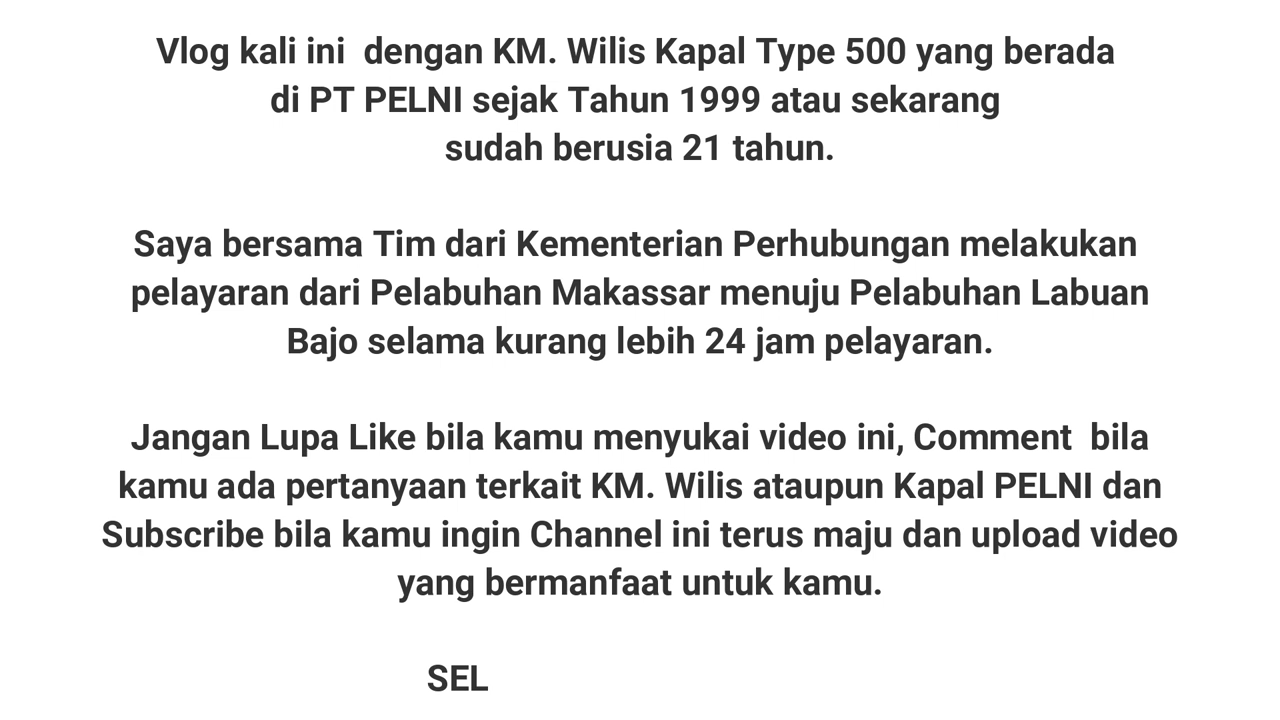 Vlog kali ini  dengan KM. Wilis Kapal Type 500 yang berada
di PT PELNI sejak Tahun 1999 atau sekarang
sudah berusia 21 tahun.
Saya bersama Tim dari Kementerian Perhubungan melakukan
pelayaran dari Pelabuhan Makassar menuju Pelabuhan Labuan
Bajo selama kurang lebih 24 jam pelayaran.
Jangan Lupa Like bila kamu menyukai video ini, Comment  bila
kamu ada pertanyaan terkait KM. Wilis ataupun Kapal PELNI dan
Subscribe bila kamu ingin Channel ini terus maju dan upload video
yang bermanfaat untuk kamu.
SEL